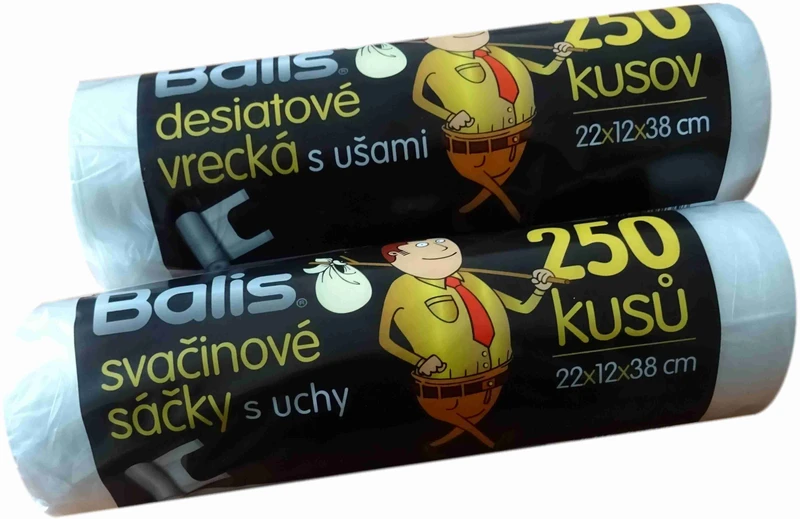 Balis®
desiatové
vrecká s ušami
250
kusov
22x12x38 cm
Balis®
svačinové
sáčky s uchy
250
kusů
22x12x38 cm